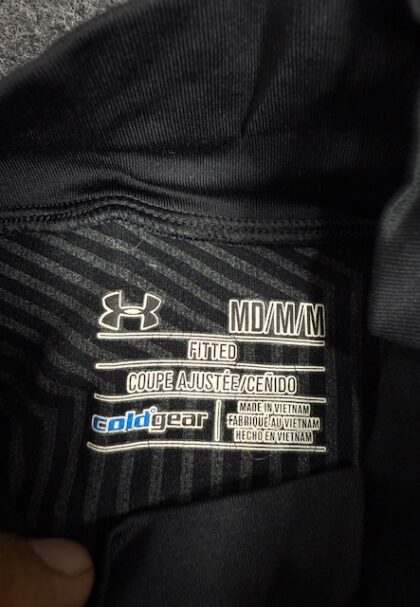 MD/M/M
FITTED
COUPE AJUSTÉE/CEÑIDO
coldgear
MADE IN VIETNAM
FABRIQUÉ AU VIETNAM
HECHO EN VIETNAM